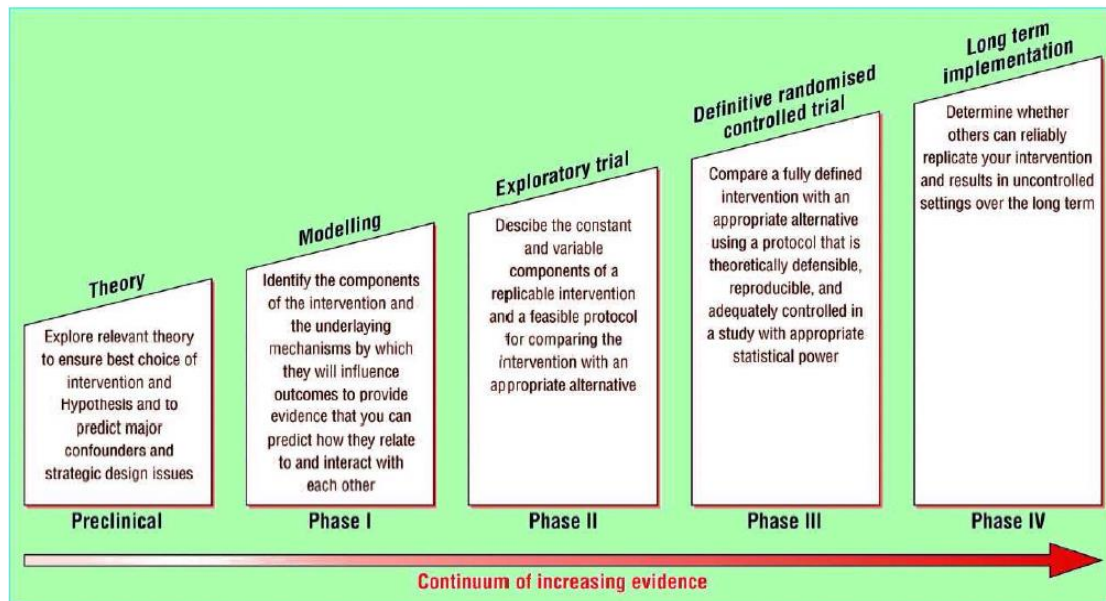 Theory
Explore relevant theory
to ensure best choice of
intervention and
Hypothesis and to
predict major
confounders and
strategic design issues
Preclinical
Modelling
Identify the components
of the intervention and
the underlaying
mechanisms by which
they will influence
outcomes to provide
evidence that you can
predict how they relate
to and interact with
each other
Phase I
Exploratory trial
Descibe the constant
and variable
components of a
replicable intervention
and a feasible protocol
for comparing the
intervention with an
appropriate alternative
Phase II
Definitive randomised
controlled trial
Compare a fully defined
intervention with an
appropriate alternative
using a protocol that is
theoretically defensible,
reproducible, and
adequately controlled in
a study with appropriate
statistical power
Phase III
Long term
implementation
Determine whether
others can reliably
replicate your intervention
and results in uncontrolled
settings over the long term
Phase IV
Continuum of increasing evidence